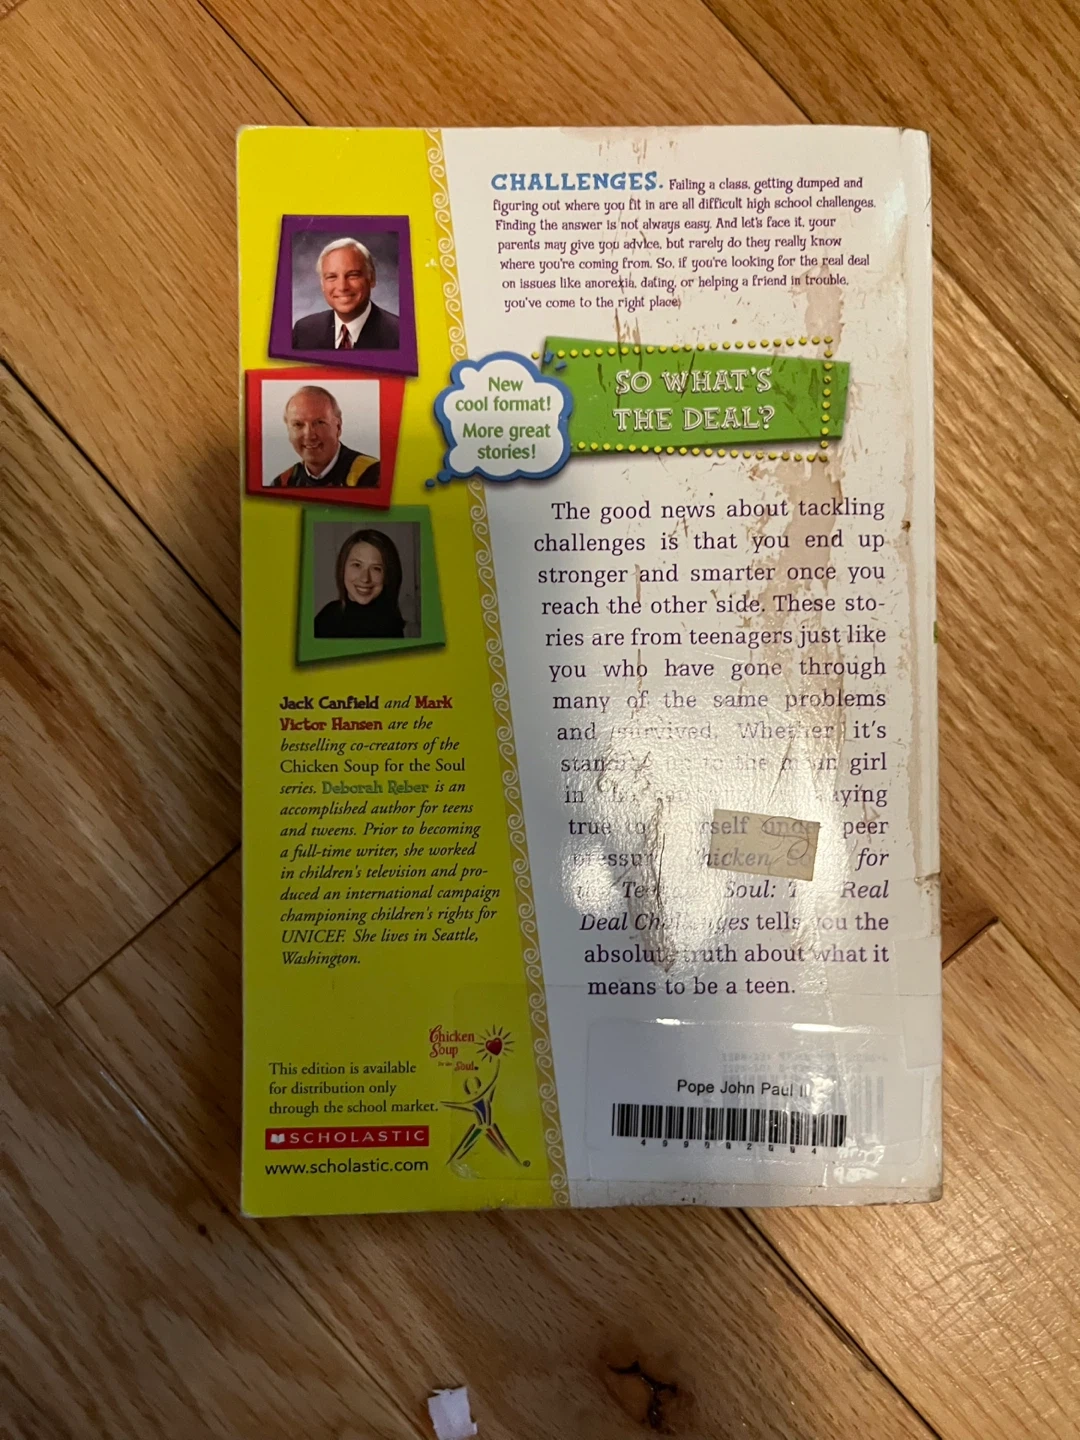 CHALLENGES. Failing a class, getting dumped and
figuring out where you fit in are all difficult high school challenges.
Finding the answer is not always easy. And let's face it, your
parents may give you advice, but rarely do they really know
where you're coming from. So, if you're looking for the real deal
on issues like anorexia, dating, or helping a friend in trouble,
you've come to the right place!
New
cool format!
More great
stories!
SO WHAT'S
THE DEAL?
The good news about tackling
challenges is that you end up
stronger and smarter once you
reach the other side. These sto-
ries are from teenagers just like
you who have gone through
many of the same problems
and survived. Whether it's
to the girl
in
true peer
for
Soul: Real
Deal tells you the
absolute truth about what it
means to be a teen.
Jack Canfield and Mark
Victor Hansen are the
bestselling co-creators of the
Chicken Soup for the Soul
series. Deborah Reber is an
accomplished author for teens
and tweens. Prior to becoming
a full-time writer, she worked
in children's television and pro-
duced an international campaign
championing children's rights for
UNICEF. She lives in Seattle,
Washington.
Chicken
Soup
for the Soul
This edition is available
for distribution only
through the school market.
SCHOLASTIC
www.scholastic.com
Pope John Paul II